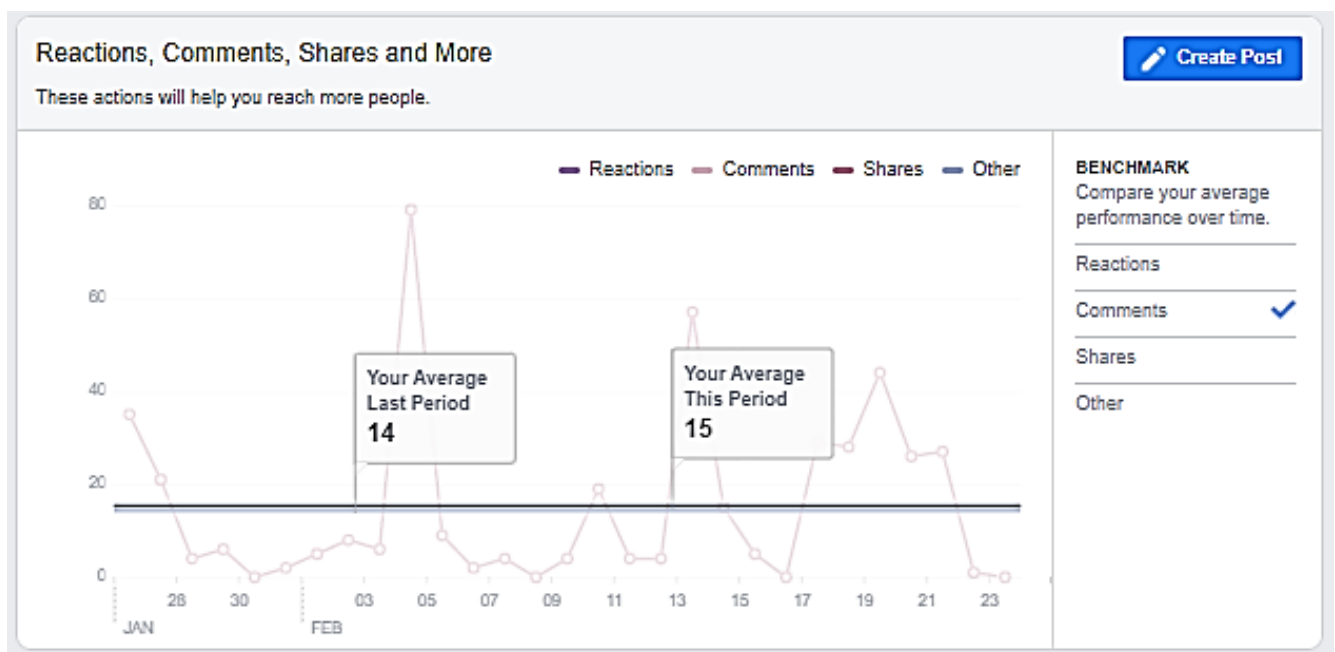 Reactions, Comments, Shares and More
Create Post
These actions will help you reach more people.
Reactions Comments Shares Other
BENCHMARK
Compare your average
performance over time.
Reactions
Comments
Shares
Other
80
60
40
20
0
Your Average
Last Period
14
Your Average
This Period
15
28 30 03 05 07 09 11 13 15 17 19 21 23
JAN FEB